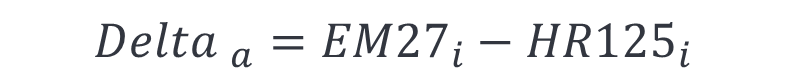 Delta ₐ = EM27ᵢ − HR125ᵢ